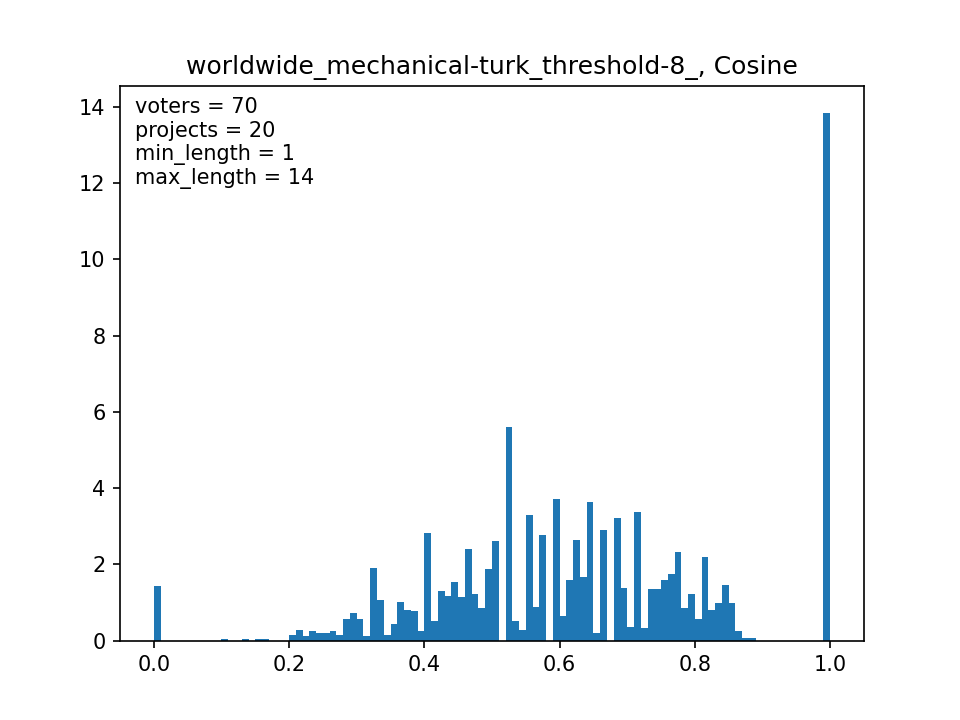 worldwide_mechanical-turk_threshold-8_, Cosine
voters = 70
projects = 20
min_length = 1
max_length = 14
14
12
10
8
6
4
2
0
0.0 0.2 0.4 0.6 0.8 1.0